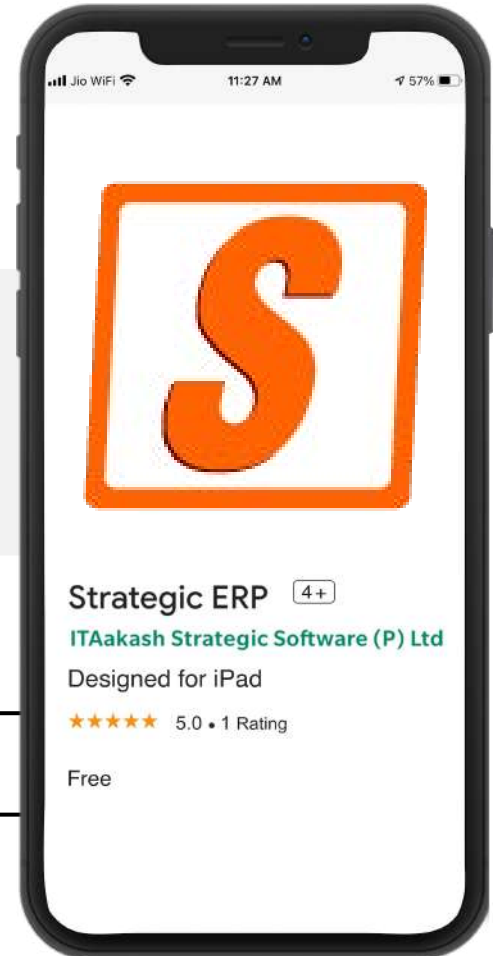 Jio WiFi 11:27 AM 57%
S
Strategic ERP 4+
ITAakash Strategic Software (P) Ltd
Designed for iPad
★★★★★ 5.0 • 1 Rating
Free